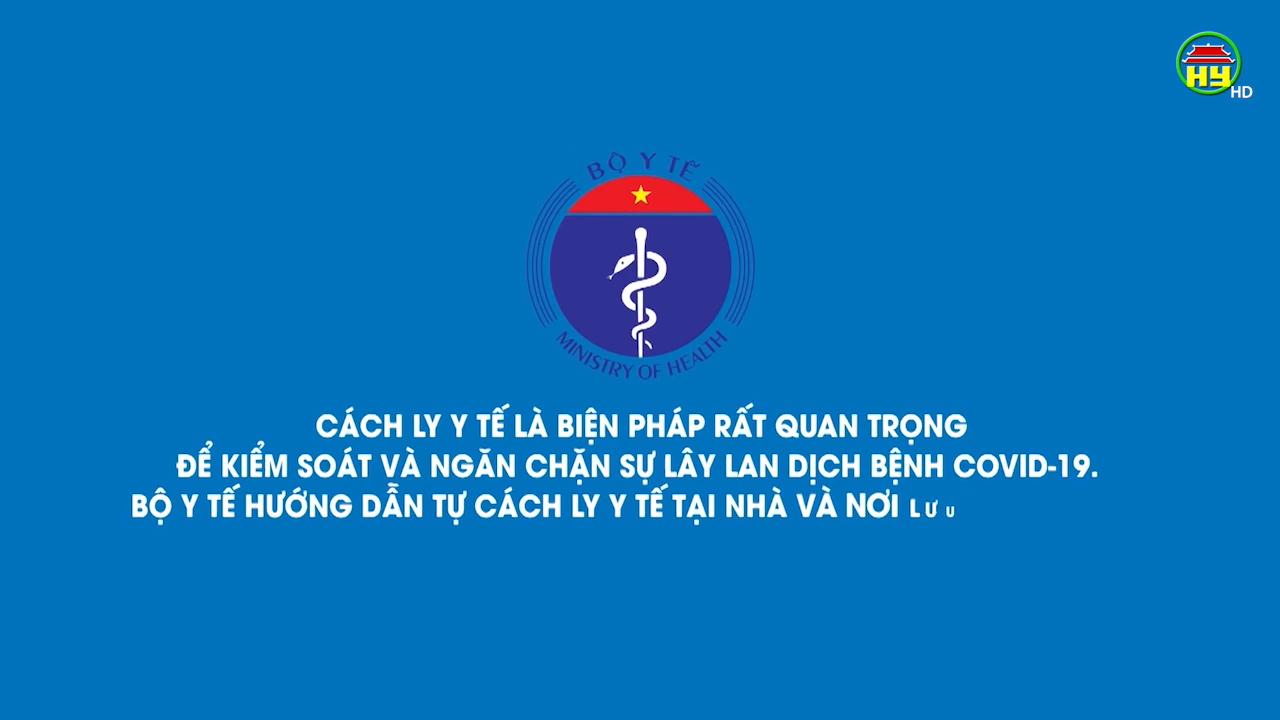 HY
HD
BỘ Y TẾ
MINISTRY OF HEALTH
CÁCH LY Y TẾ LÀ BIỆN PHÁP RẤT QUAN TRỌNG
ĐỂ KIỂM SOÁT VÀ NGĂN CHẶN SỰ LÂY LAN DỊCH BỆNH COVID-19.
BỘ Y TẾ HƯỚNG DẪN TỰ CÁCH LY Y TẾ TẠI NHÀ VÀ NƠI LƯU